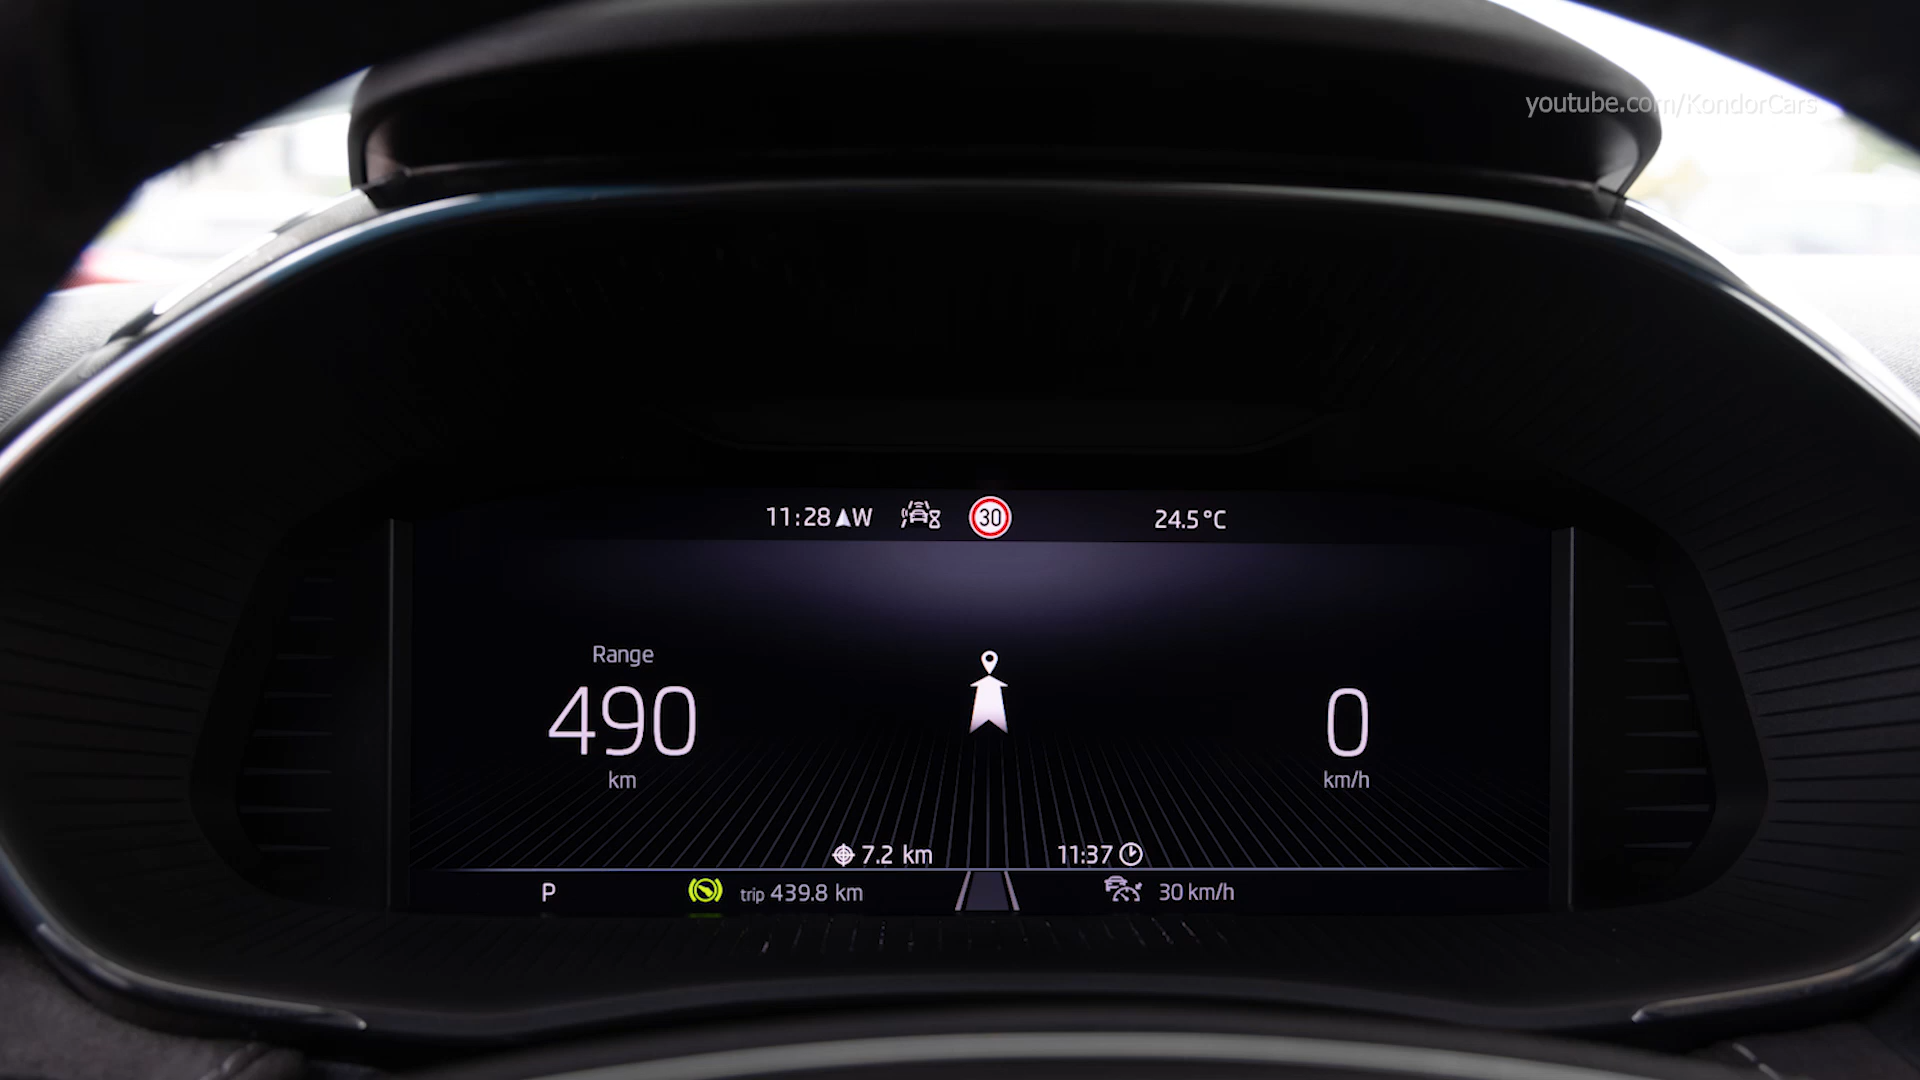 youtube.com/KondorCars
11:28 W 30 24.5°C
Range
490
km
0
km/h
7.2 km 11:37
P trip 439.8 km 30 km/h